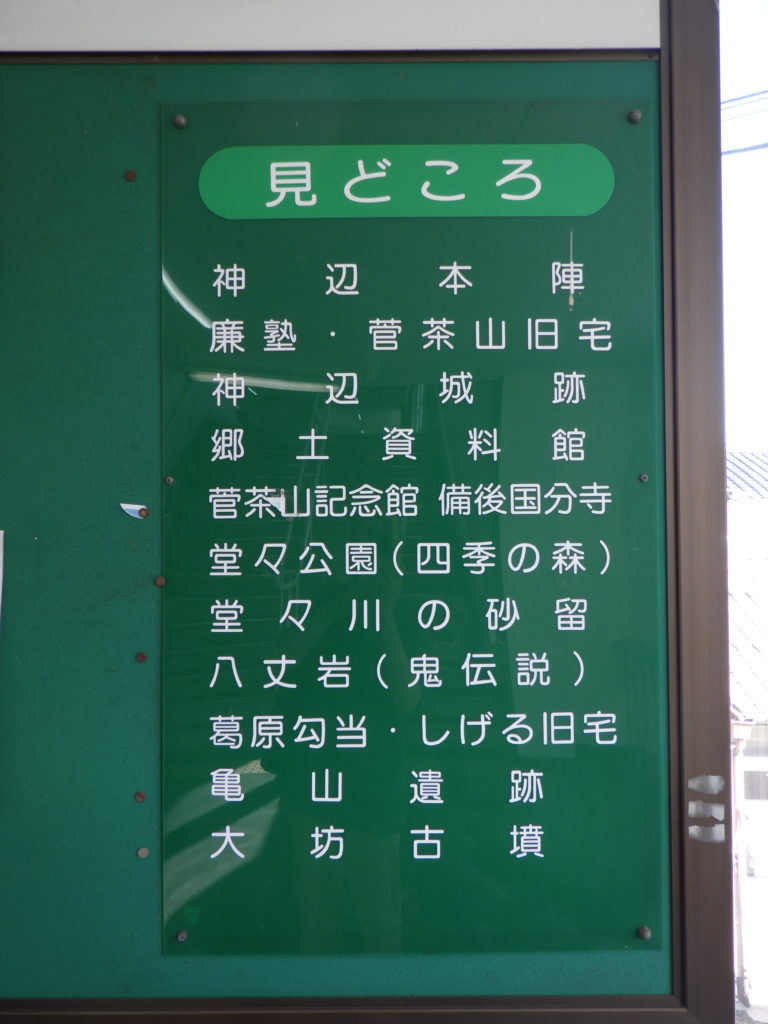 見どころ
神辺本陣
廉塾・菅茶山旧宅
神辺城跡
郷土資料館
菅茶山記念館 備後国分寺
堂々公園(四季の森)
堂々川の砂留
八丈岩(鬼伝説)
葛原勾当・しげる旧宅
亀山遺跡
大坊古墳